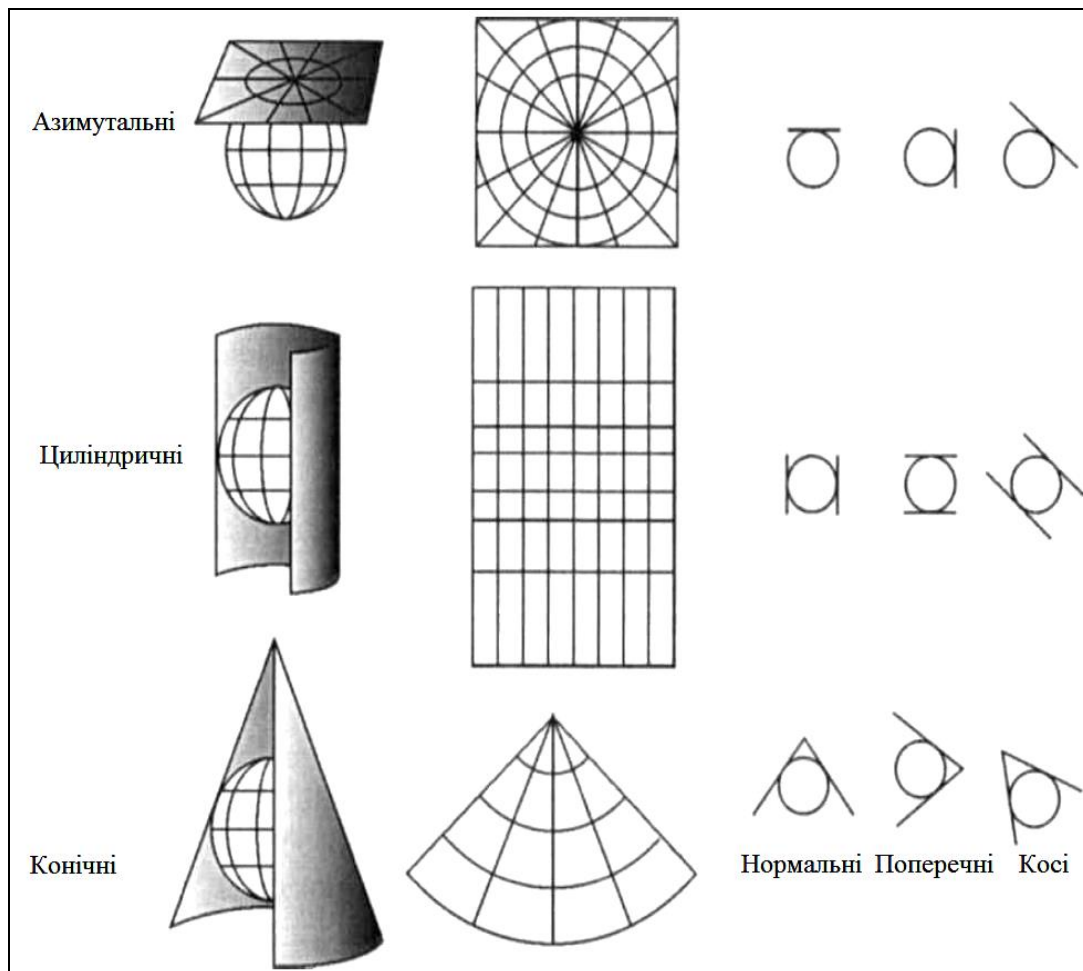 Азимутальні
Циліндричні
Конічні
Нормальні Поперечні Косі